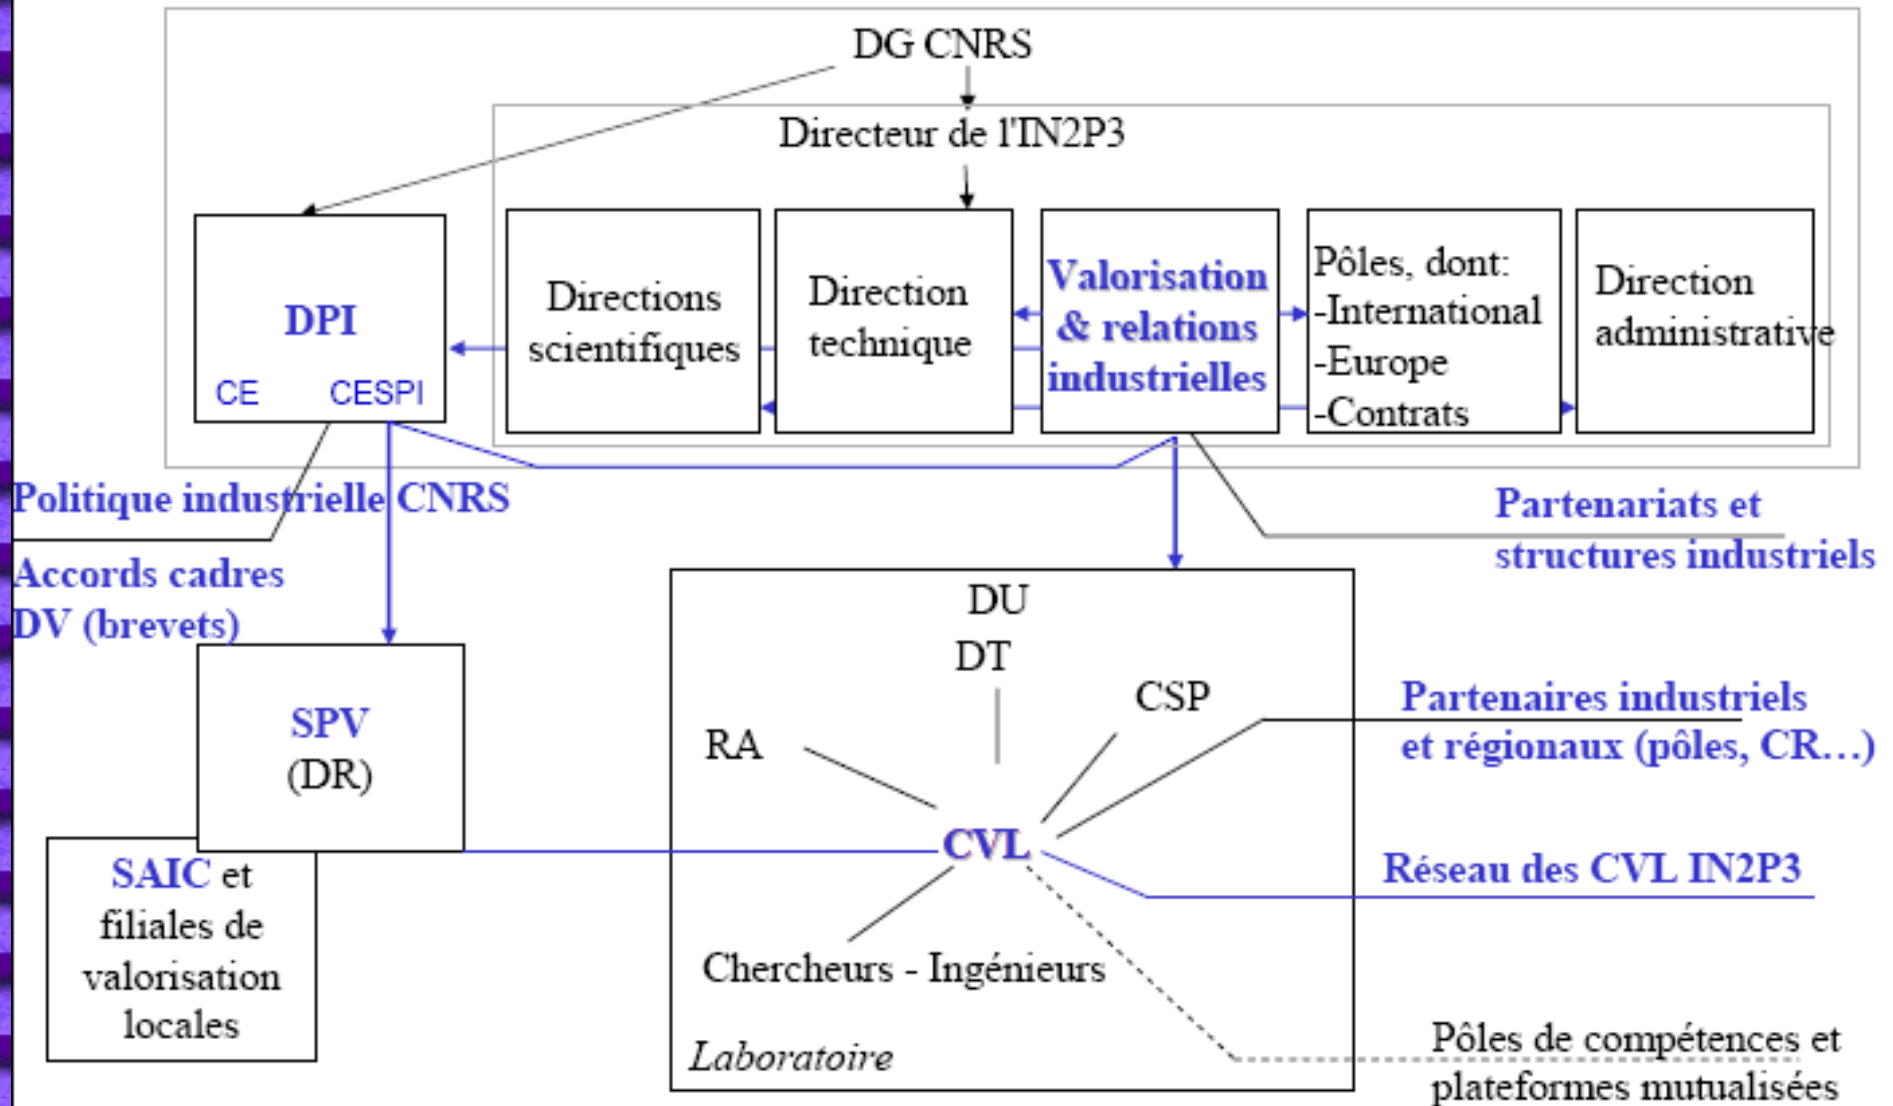 DG CNRS
Directeur de l'IN2P3
DPI
CE CESPI
Directions
scientifiques
Direction
technique
Valorisation
& relations
industrielles
Pôles, dont:
-International
-Europe
-Contrats
Direction
administrative
Politique industrielle CNRS
Accords cadres
DV (brevets)
Partenariats et
structures industriels
SPV
(DR)
SAIC et
filiales de
valorisation
locales
DU
DT
CSP
RA
CVL
Chercheurs - Ingénieurs
Laboratoire
Partenaires industriels
et régionaux (pôles, CR…)
Réseau des CVL IN2P3
Pôles de compétences et
plateformes mutualisées